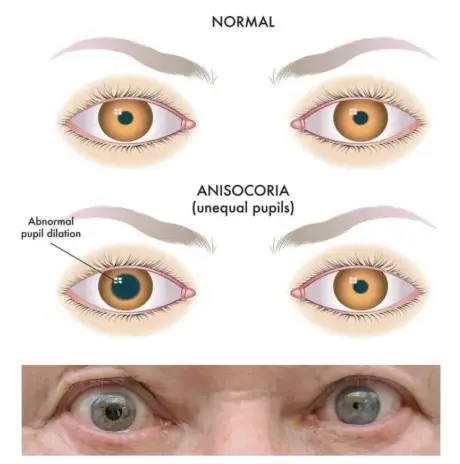 NORMAL
ANISOCORIA
(unequal pupils)
Abnormal
pupil dilation